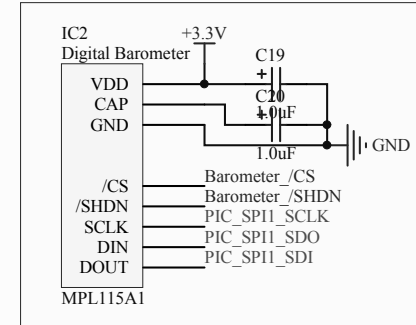 IC2
Digital Barometer
+3.3V
C19
VDD
CAP
GND
C20
1.0uF
1.0uF
GND
/CS
/SHDN
SCLK
DIN
DOUT
Barometer_/CS
Barometer_/SHDN
PIC_SPI1_SCLK
PIC_SPI1_SDO
PIC_SPI1_SDI
MPL115A1